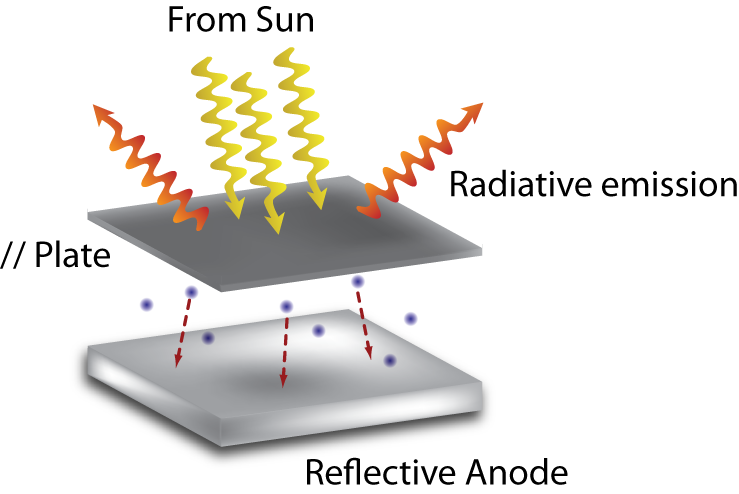 From Sun
Radiative emission
// Plate
Reflective Anode